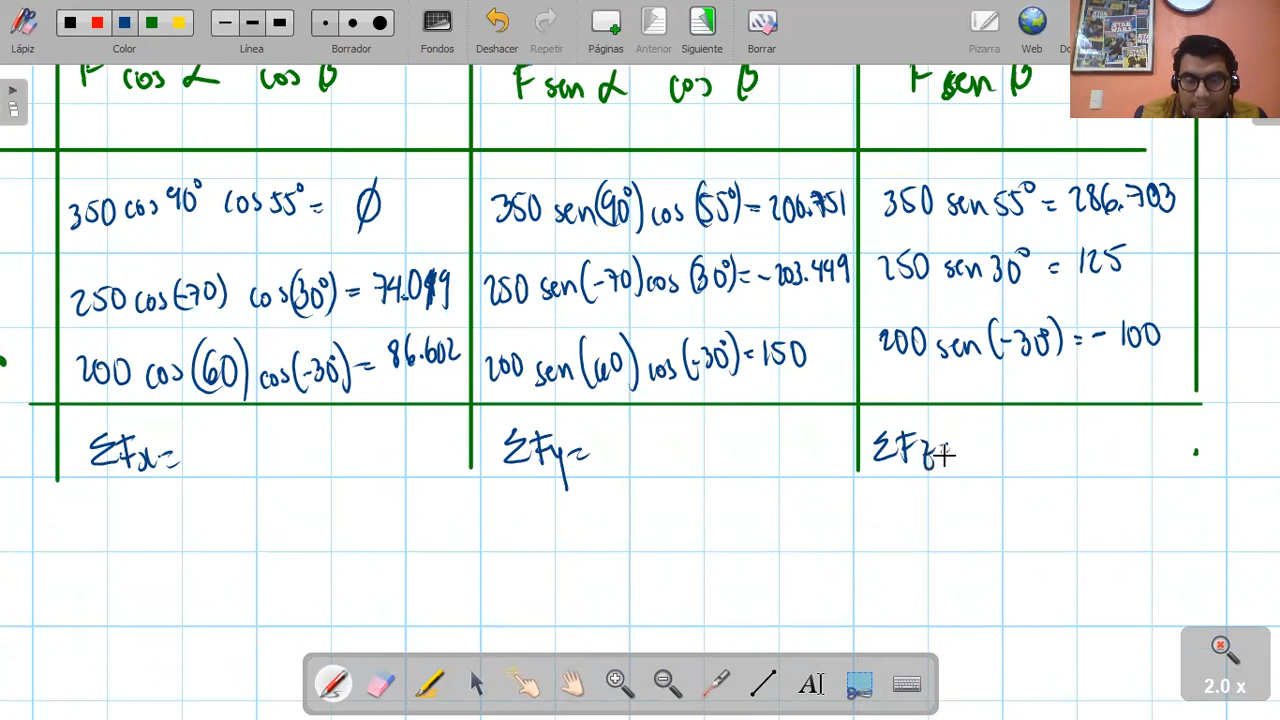 Lápiz
Color
Línea
Borrador
Fondos
Deshacer
Repetir
Páginas
Anterior
Siguiente
Borrar
Pizarra
Web
STAR WARS
F cos α cos β
F sen α cos β
F sen β
350 cos 90° cos 55° = ∅
350 sen(90°) cos (55°) = 200.751
350 sen 55° = 286.703
250 cos(-70) cos(30°) = 74.049
250 sen(-70) cos (30°) = -203.449
250 sen 30° = 125
200 cos(60) cos(-30°) = 86.602
200 sen(60) cos(-30°) = 150
200 sen(-30°) = -100
ΣFx=
ΣFy=
ΣFz
2.0 x